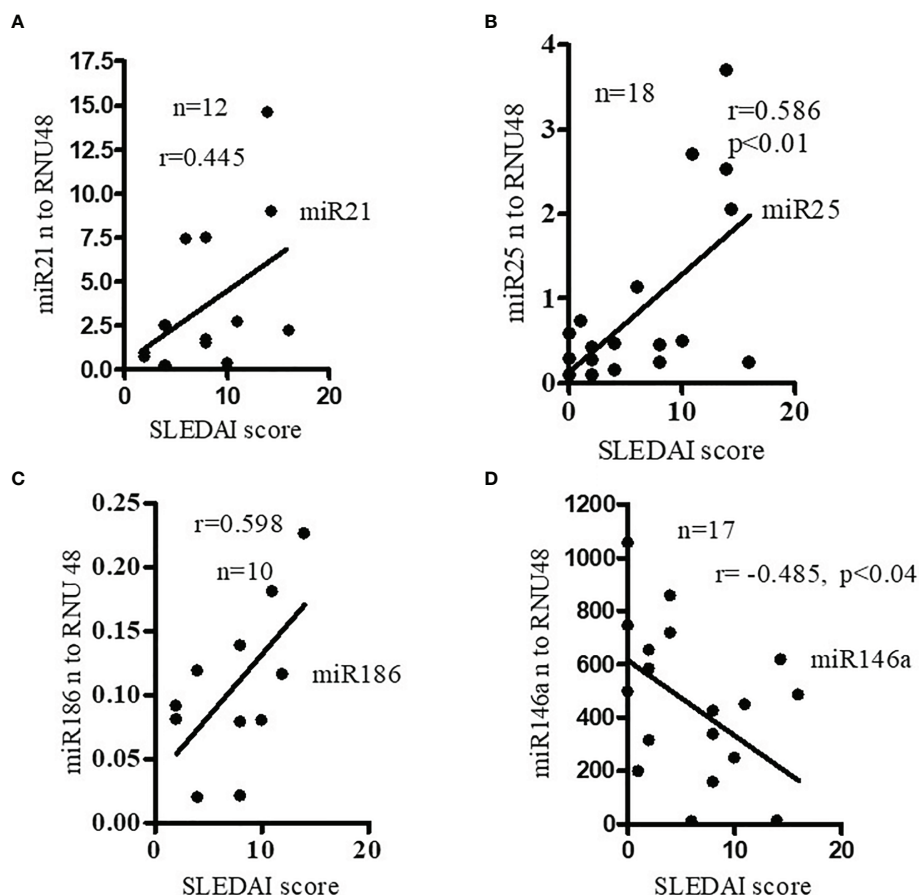 A
miR21 n to RNU48
17.5
15.0
12.5
10.0
7.5
5.0
2.5
0.0
n=12
r=0.445
miR21
0
10
20
SLEDAI score
B
miR25 n to RNU48
4
3
2
1
0
n=18
r=0.586
p<0.01
miR25
0
10
20
SLEDAI score
C
miR186 n to RNU 48
0.25
0.20
0.15
0.10
0.05
0.00
r=0.598
n=10
miR186
0
10
20
SLEDAI score
D
miR146a n to RNU48
1200
1000
800
600
400
200
0
n=17
r= -0.485, p<0.04
miR146a
0
10
20
SLEDAI score